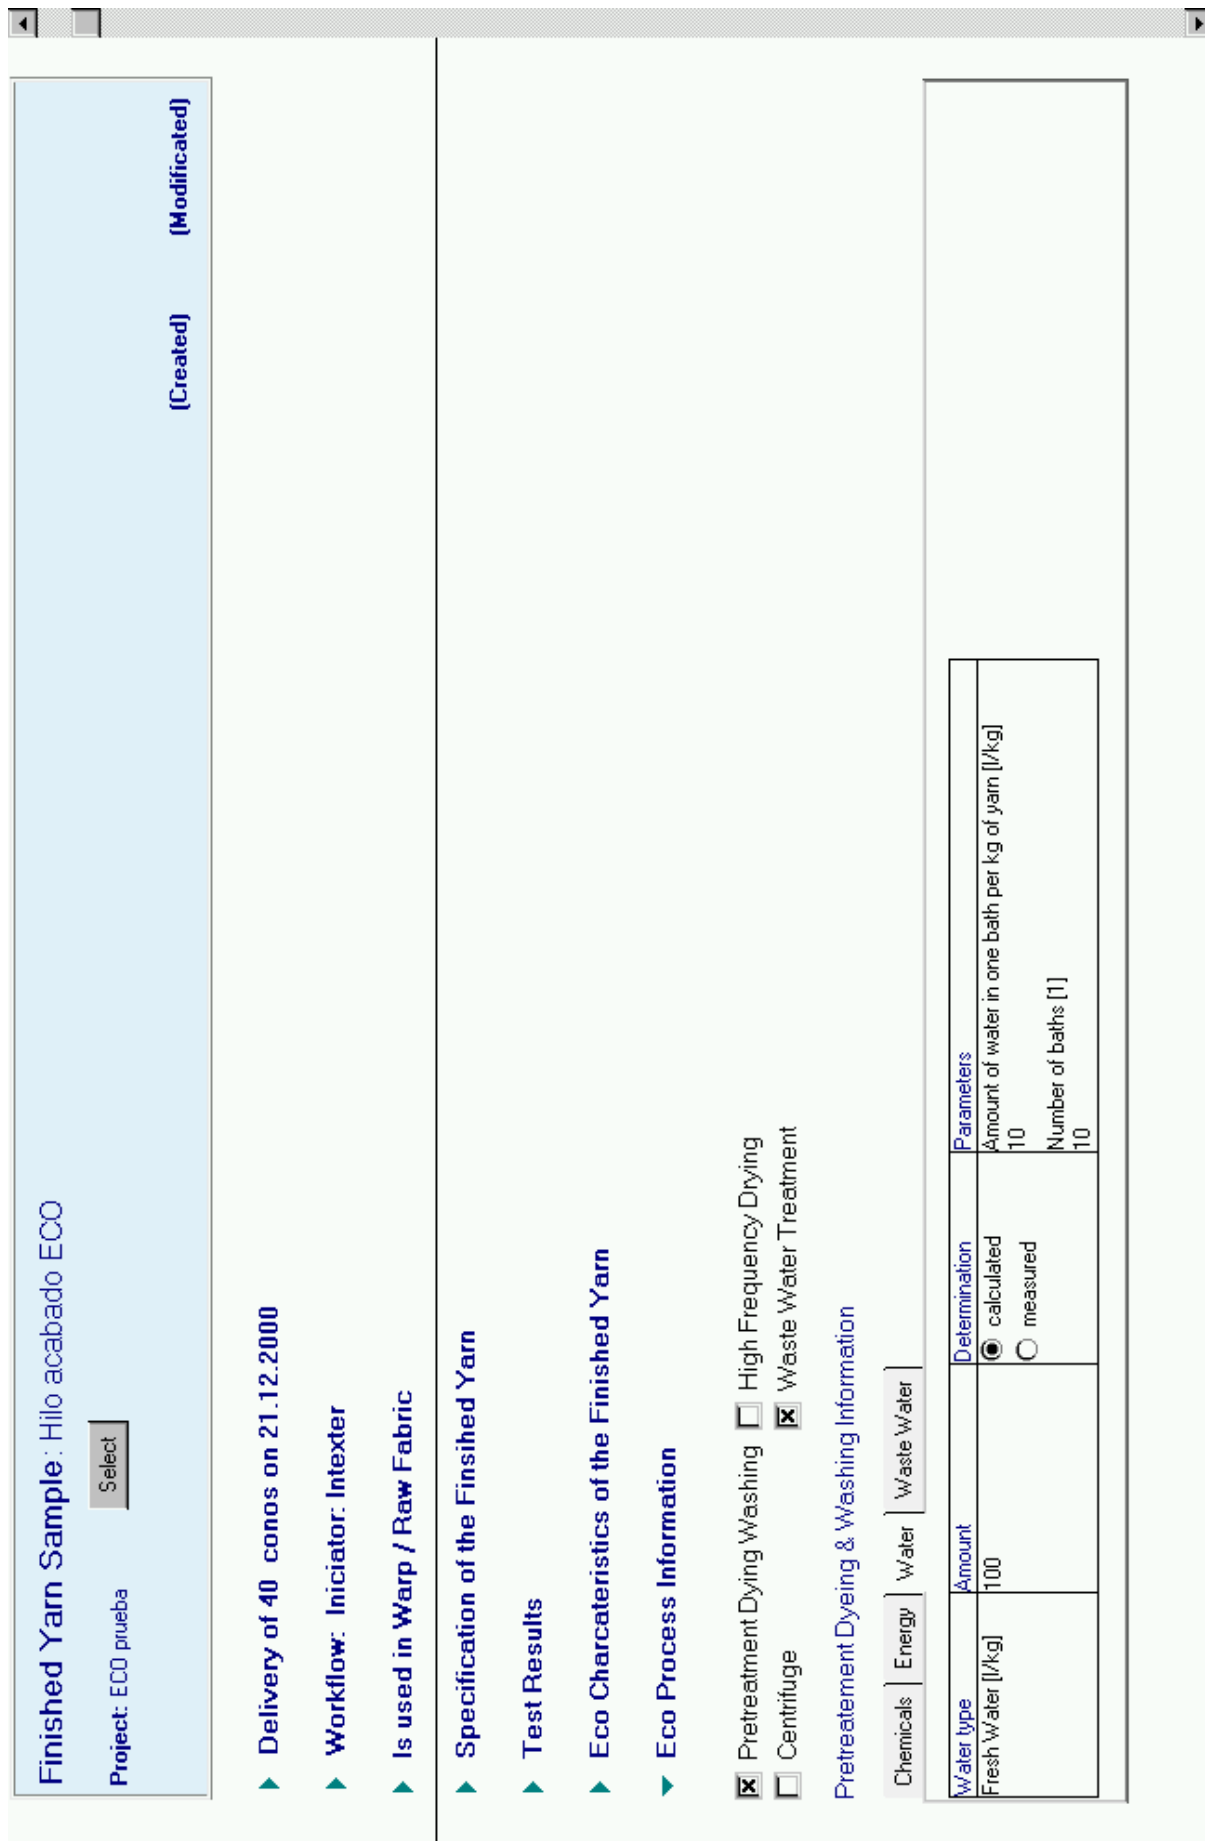 Finished Yarn Sample : Hilo acabado ECO
Project: ECO prueba Select
(Created) (Modificated)
Delivery of 40 conos on 21.12.2000
Workflow: Iniciator: Intexter
Is used in Warp / Raw Fabric
Specification of the Finsihed Yarn
Test Results
Eco Charcateristics of the Finished Yarn
Eco Process Information
Pretreatment Dying Washing High Frequency Drying
Centrifuge Waste Water Treatment
Pretreatement Dyeing & Washing Information
Chemicals Energy Water Waste Water
Water type Amount Determination Parameters
Fresh Water [l/kg] 100 calculated Amount of water in one bath per kg of yarn [l/kg]
measured 10
Number of baths [1]
10